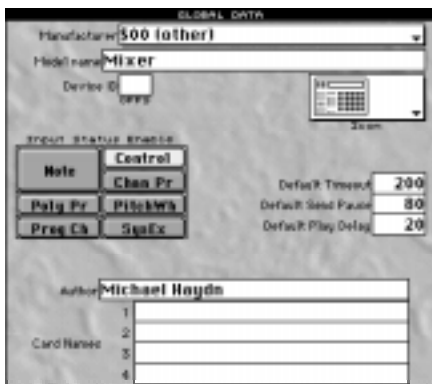 GLOBAL DATA
Manufacturer $00 (other)
Model name Mixer
Device ID
OFFS
Icon
Input Status Enable
Note
Control
Chan Pr
Poly Pr
PitchWh
Prog Ch
SysEx
Default Timeout 200
Default Send Pause 80
Default Play Delay 20
Author Michael Haydn
Card Names
1
2
3
4